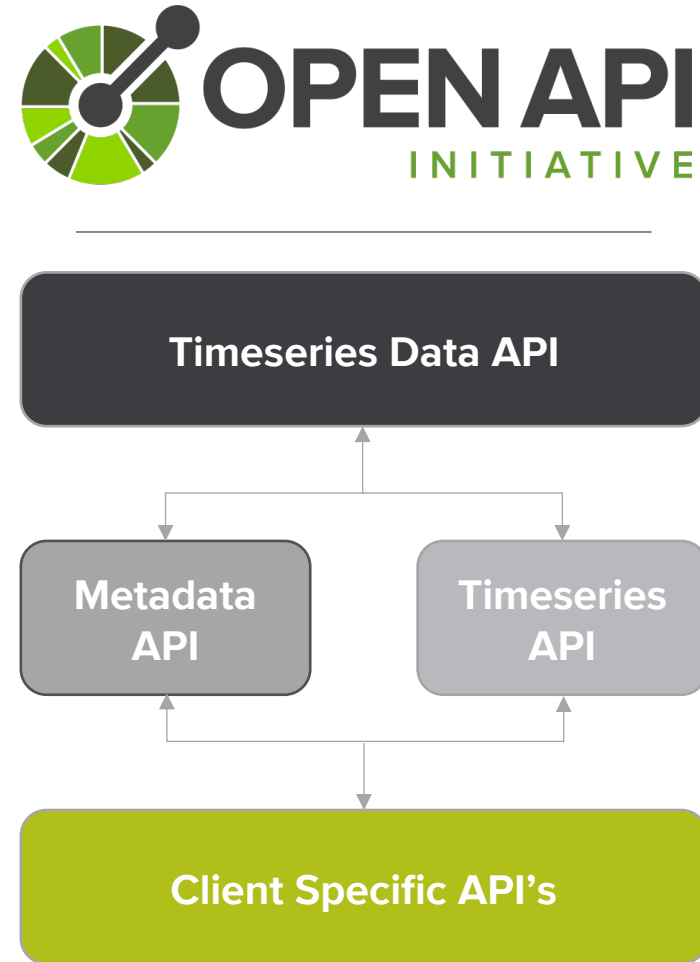 OPEN API
INITIATIVE
Timeseries Data API
Metadata
API
Timeseries
API
Client Specific API’s